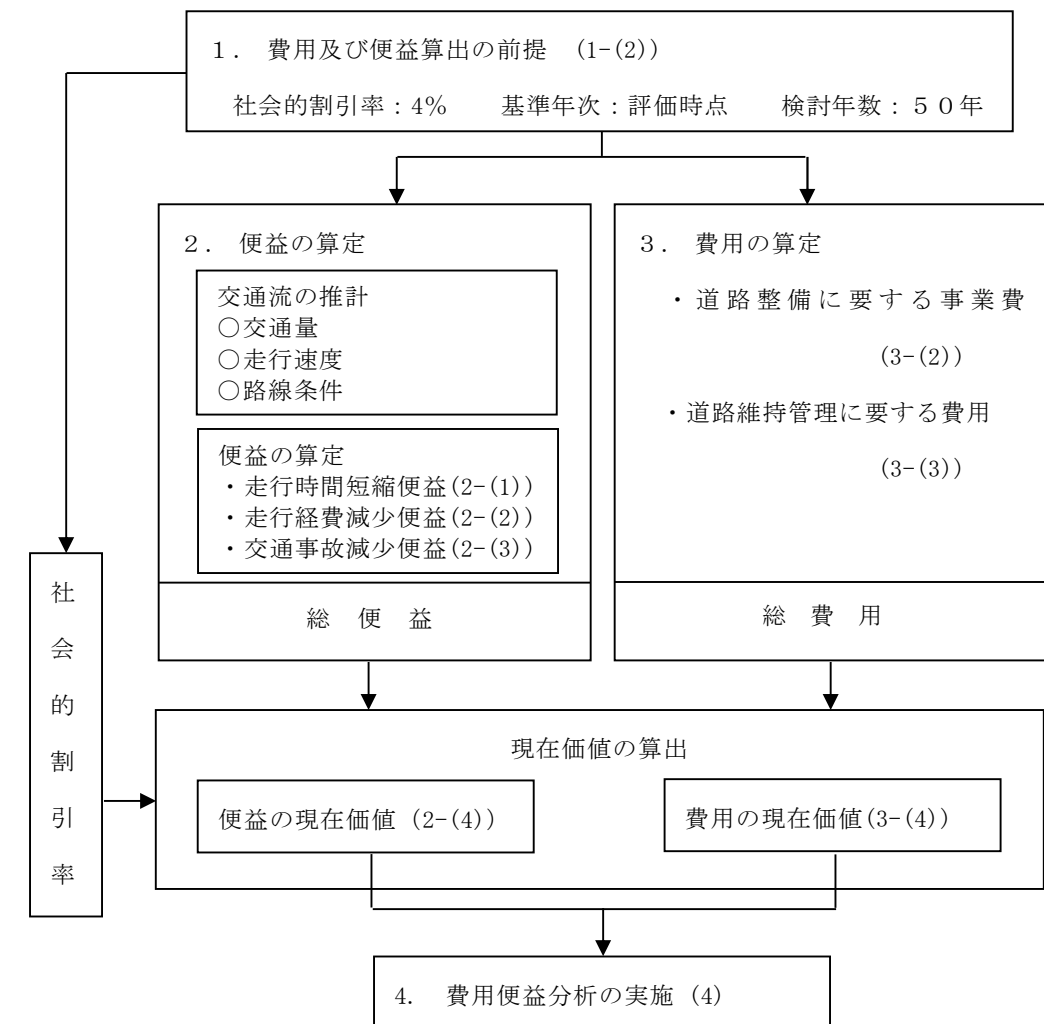 １． 費用及び便益算出の前提 (1-(2))
社会的割引率：4％ 基準年次：評価時点 検討年数：５０年
２． 便益の算定
交通流の推計
○交通量
○走行速度
○路線条件
便益の算定
・走行時間短縮便益(2-(1))
・走行経費減少便益(2-(2))
・交通事故減少便益(2-(3))
総 便 益
３． 費用の算定
・道路整備に要する事業費
(3-(2))
・道路維持管理に要する費用
(3-(3))
総 費 用
社会的割引率
現在価値の算出
便益の現在価値 (2-(4))
費用の現在価値(3-(4))
4. 費用便益分析の実施 (4)